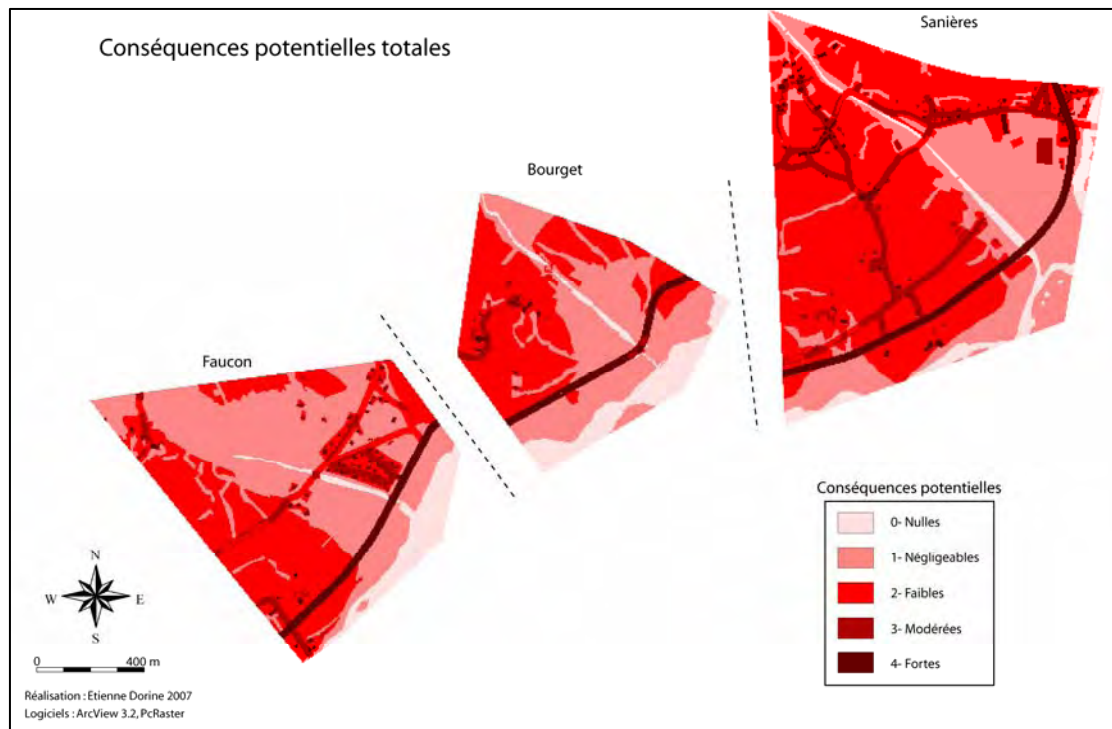 Conséquences potentielles totales
Sanières
Bourget
Faucon
N
W E
S
0 400 m
Réalisation : Etienne Dorine 2007
Logiciels : ArcView 3.2, PcRaster
Conséquences potentielles
0- Nulles
1- Négligeables
2- Faibles
3- Modérées
4- Fortes